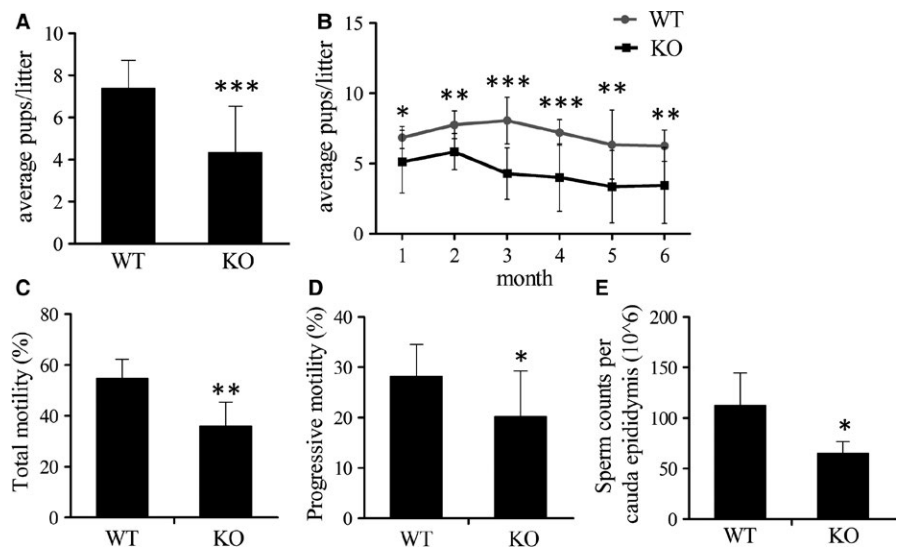 A
average pups/litter
10
8
6
4
2
0
***
WT
KO
B
average pups/litter
15
10
5
0
*
**
***
***
**
**
WT
KO
1 2 3 4 5 6
month
C
Total motility (%)
80
60
40
20
0
**
WT
KO
D
Progressive motility (%)
40
30
20
10
0
*
WT
KO
E
Sperm counts per
cauda epididymis (10^6)
200
150
100
50
0
*
WT
KO